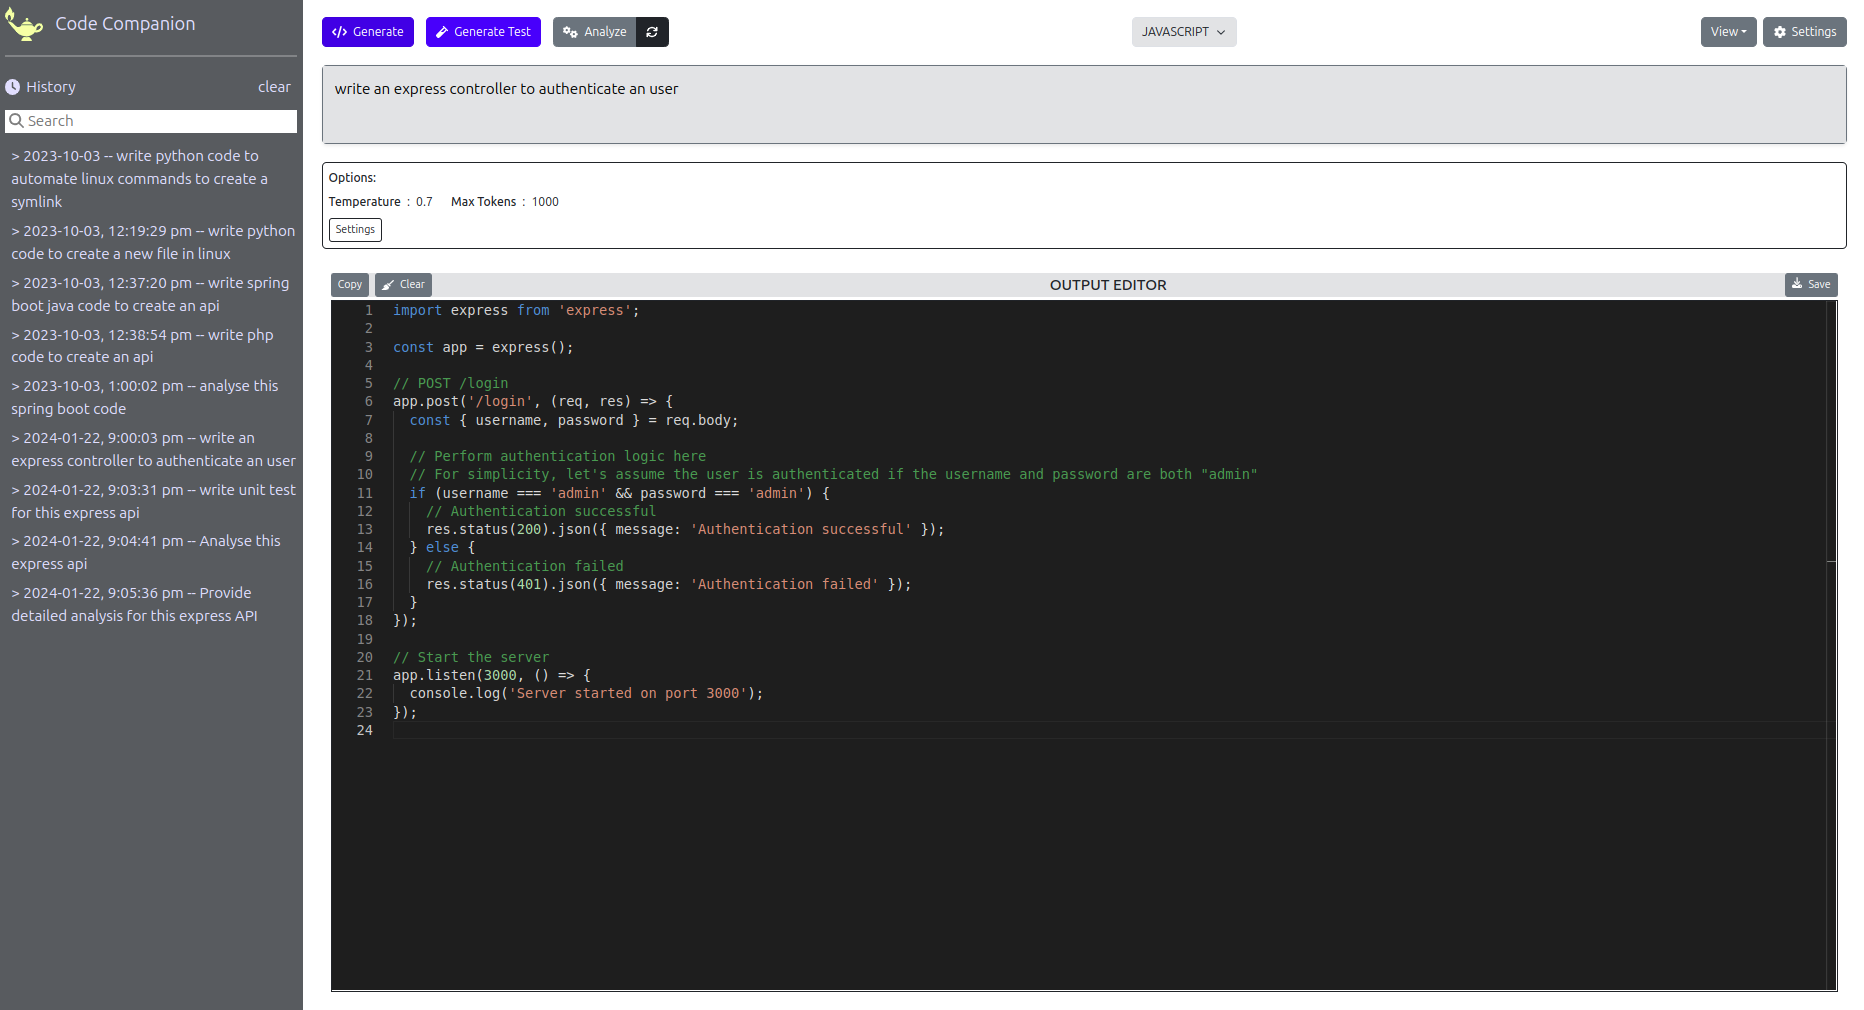 Code Companion
History
clear
Search
> 2023-10-03 -- write python code to
automate linux commands to create a
symlink
> 2023-10-03, 12:19:29 pm -- write python
code to create a new file in linux
> 2023-10-03, 12:37:20 pm -- write spring
boot java code to create an api
> 2023-10-03, 12:38:54 pm -- write php
code to create an api
> 2023-10-03, 1:00:02 pm -- analyse this
spring boot code
> 2024-01-22, 9:00:03 pm -- write an
express controller to authenticate an user
> 2024-01-22, 9:03:31 pm -- write unit test
for this express api
> 2024-01-22, 9:04:41 pm -- Analyse this
express api
> 2024-01-22, 9:05:36 pm -- Provide
detailed analysis for this express API
</> Generate
Generate Test
Analyze
JAVASCRIPT
View
Settings
write an express controller to authenticate an user
Options:
Temperature : 0.7 Max Tokens : 1000
Settings
Copy
Clear
OUTPUT EDITOR
Save
1 import express from 'express';
2
3 const app = express();
4
5 // POST /login
6 app.post('/login', (req, res) => {
7 const { username, password } = req.body;
8
9 // Perform authentication logic here
10 // For simplicity, let's assume the user is authenticated if the username and password are both "admin"
11 if (username === 'admin' && password === 'admin') {
12 // Authentication successful
13 res.status(200).json({ message: 'Authentication successful' });
14 } else {
15 // Authentication failed
16 res.status(401).json({ message: 'Authentication failed' });
17 }
18 });
19
20 // Start the server
21 app.listen(3000, () => {
22 console.log('Server started on port 3000');
23 });
24